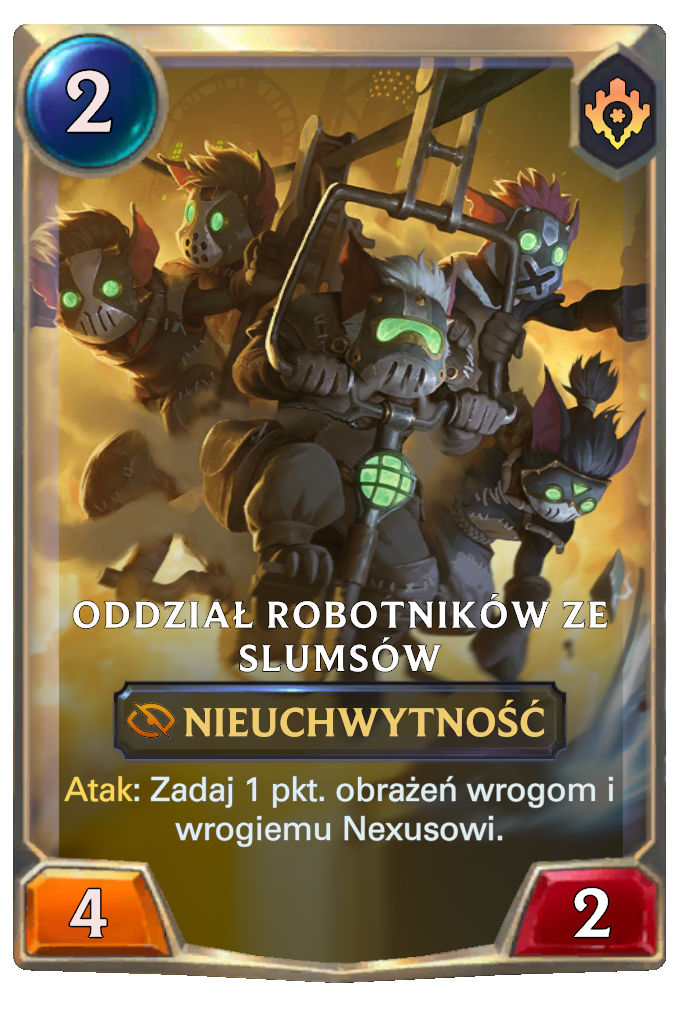 2
ODDZIAŁ ROBOTNIKÓW ZE
SLUMSÓW
NIEUCHWYTNOŚĆ
Atak: Zadaj 1 pkt. obrażeń wrogom i
wrogiemu Nexusowi.
4
2